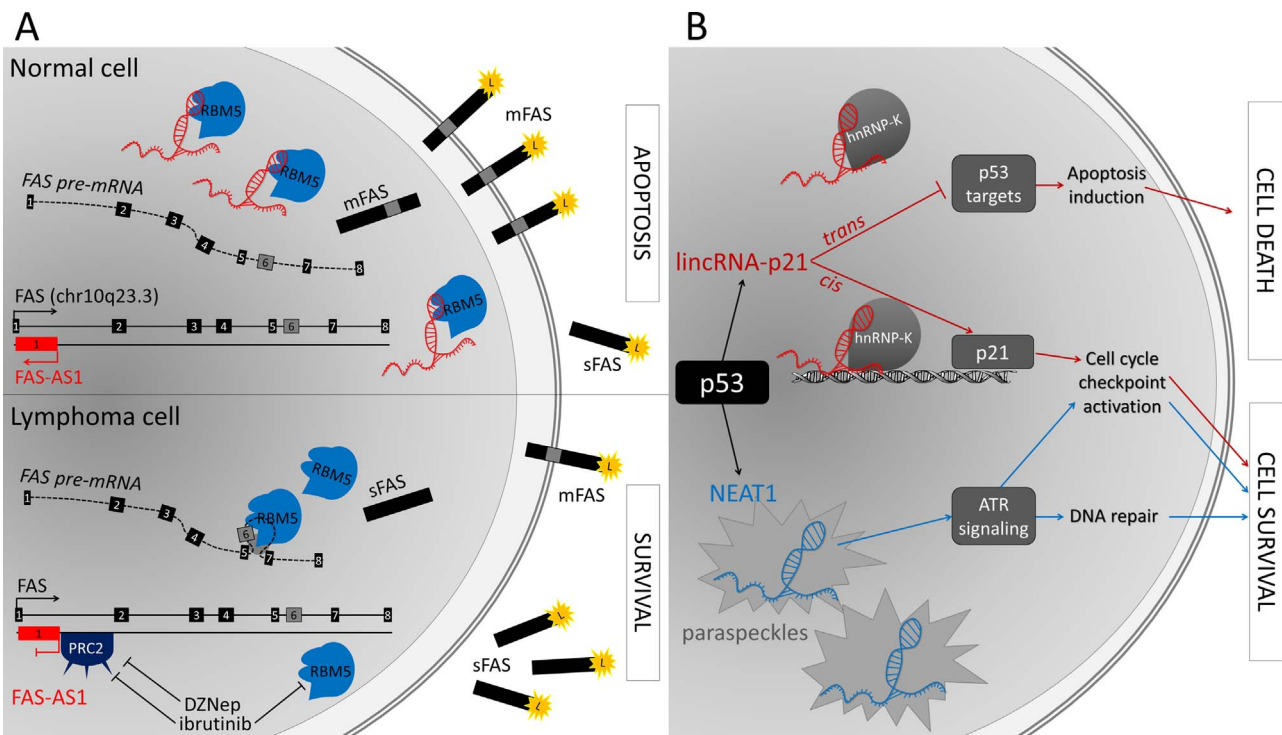 A
Normal cell
RBM5
RBM5
FAS pre-mRNA
1 2 3 4 5 6 7 8
mFAS
L
mFAS
L
L
APOPTOSIS
FAS (chr10q23.3)
1 2 3 4 5 6 7 8
1
FAS-AS1
RBM5
L
sFAS
Lymphoma cell
FAS pre-mRNA
1 2 3 4 5 6 7 8
RBM5
RBM5
sFAS
L
mFAS
SURVIVAL
FAS
1 2 3 4 5 6 7 8
1
PRC2
FAS-AS1
RBM5
DZNep
ibrutinib
L
sFAS
L
L
B
hnRNP-K
p53
targets
Apoptosis
induction
CELL DEATH
trans
lincRNA-p21
cis
hnRNP-K
p21
Cell cycle
checkpoint
activation
p53
NEAT1
ATR
signaling
DNA repair
CELL SURVIVAL
paraspeckles